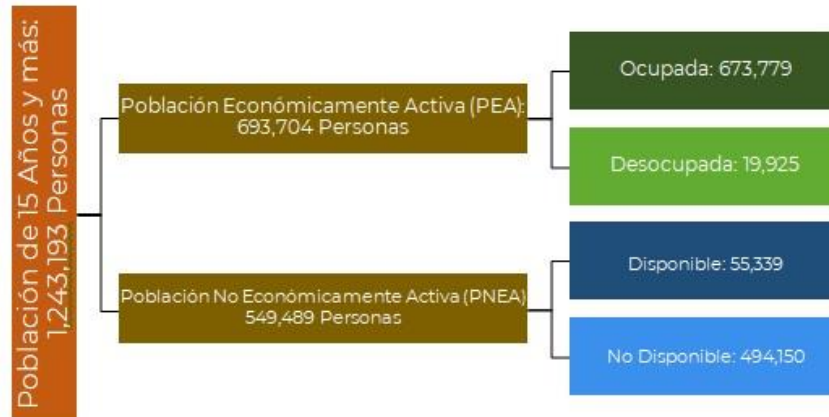 Población de 15 Años y más:
1,243,193 Personas
Población Económicamente Activa (PEA):
693,704 Personas
Ocupada: 673,779
Desocupada: 19,925
Población No Económicamente Activa (PNEA)
549,489 Personas
Disponible: 55,339
No Disponible: 494,150